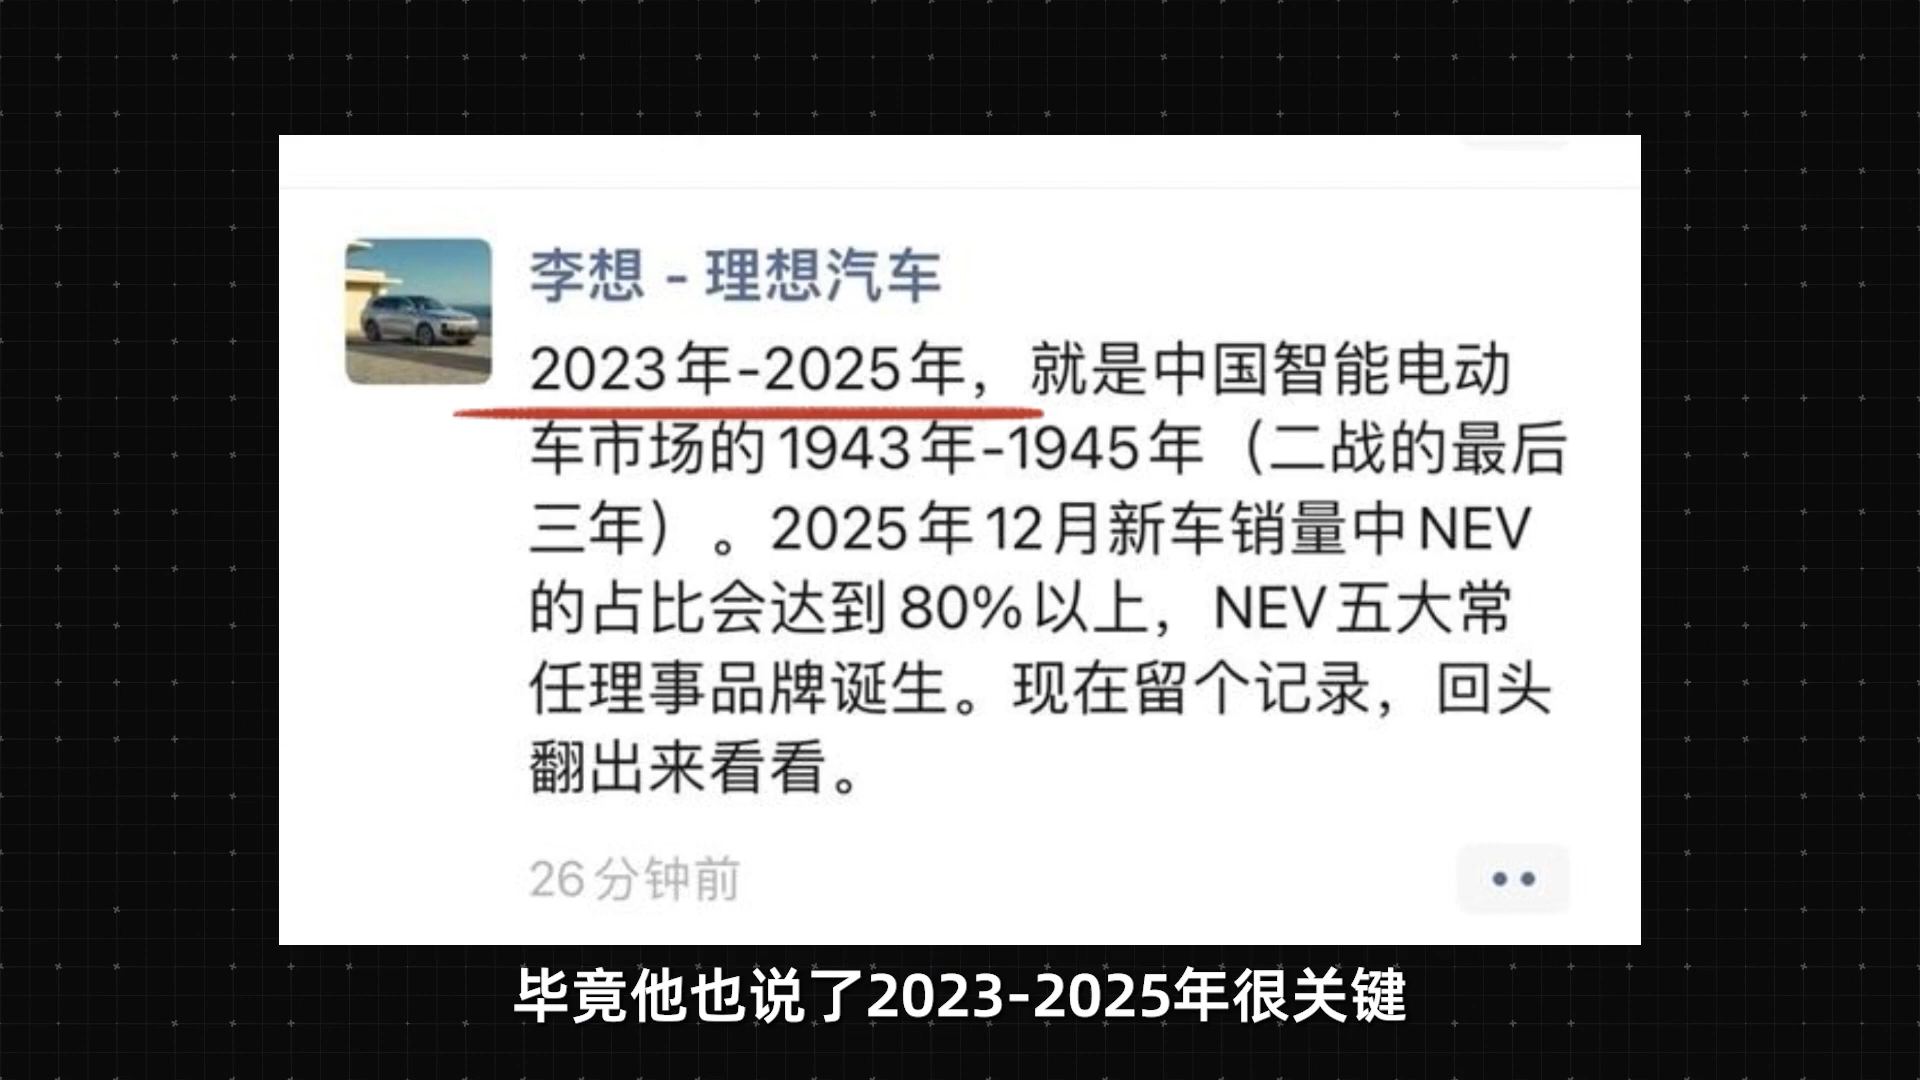 李想 - 理想汽车
2023年-2025年，就是中国智能电动
车市场的1943年-1945年（二战的最后
三年）。2025年12月新车销量中NEV
的占比会达到80%以上，NEV五大常
任理事品牌诞生。现在留个记录，回头
翻出来看看。
26分钟前
毕竟他也说了2023-2025年很关键